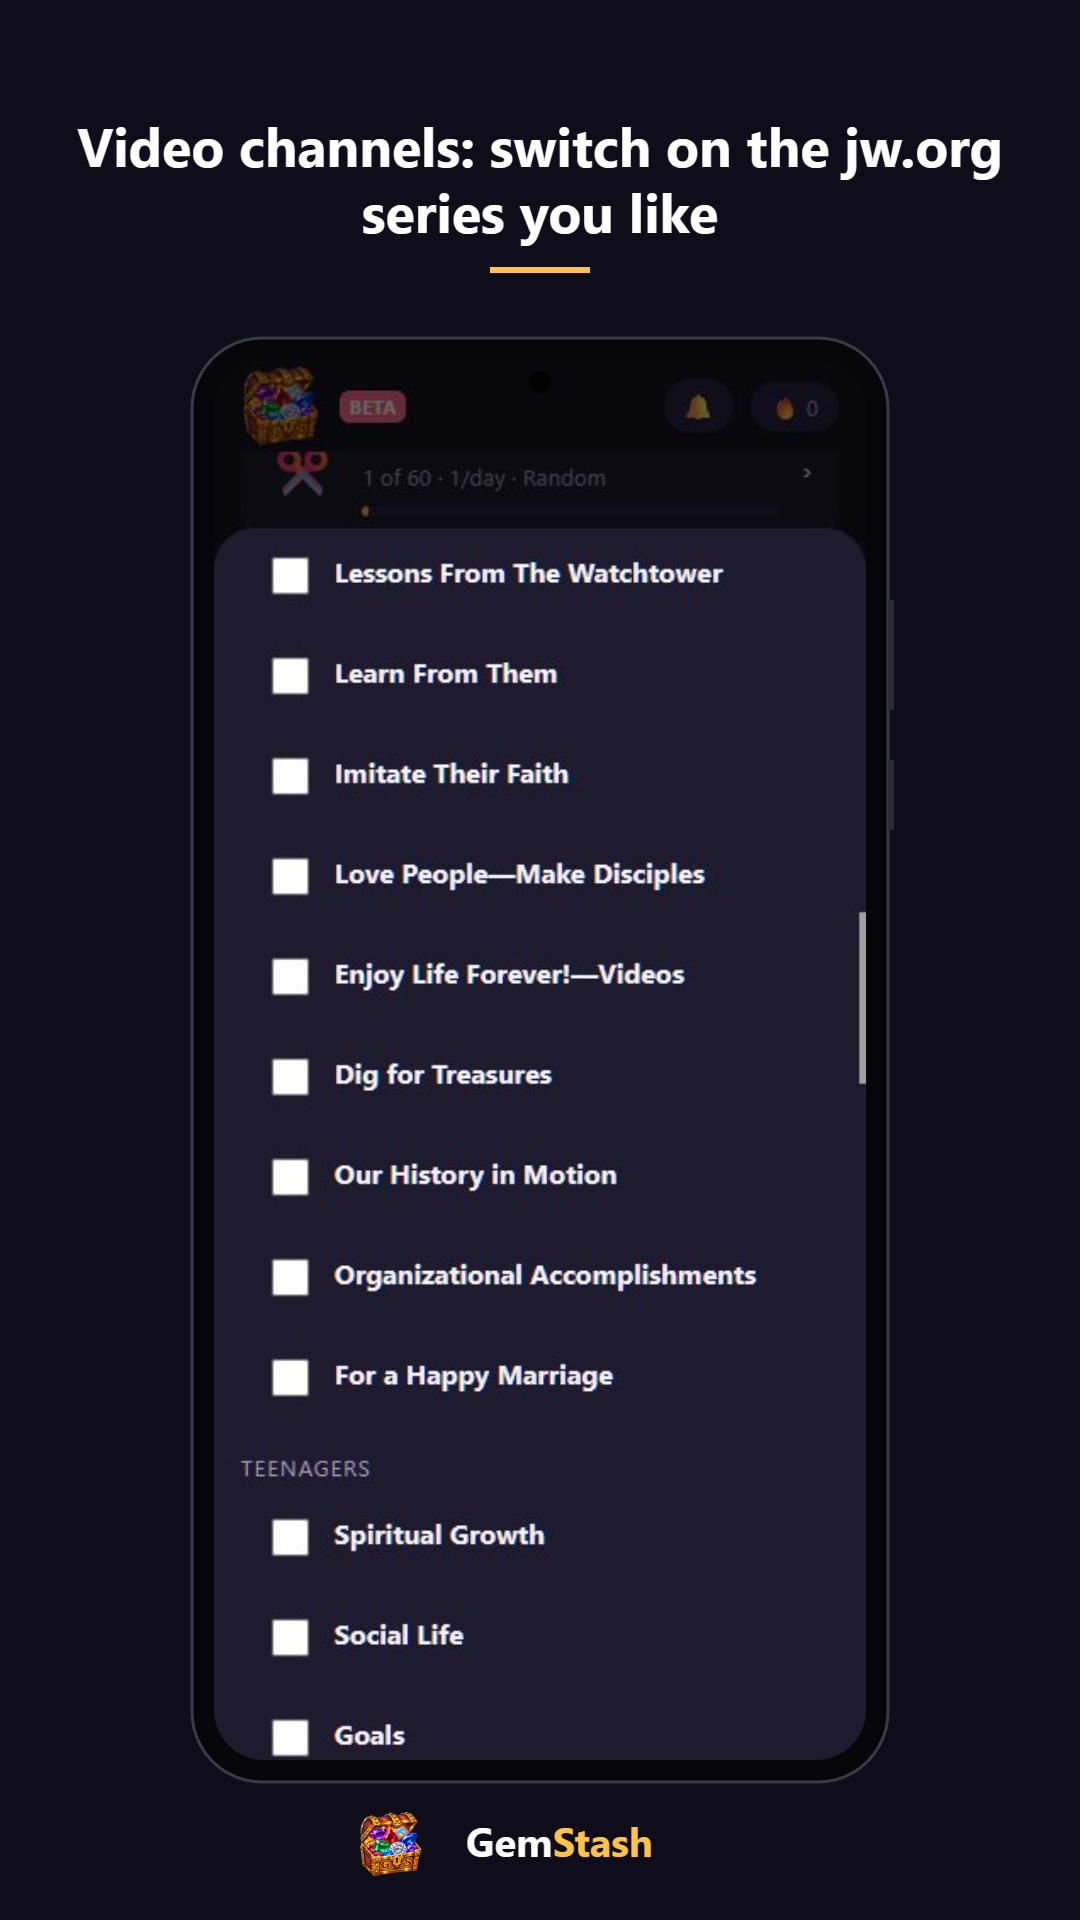 Video channels: switch on the jw.org
series you like
BETA
0
1 of 60 · 1/day · Random
Lessons From The Watchtower
Learn From Them
Imitate Their Faith
Love People—Make Disciples
Enjoy Life Forever!—Videos
Dig for Treasures
Our History in Motion
Organizational Accomplishments
For a Happy Marriage
TEENAGERS
Spiritual Growth
Social Life
Goals
GemStash